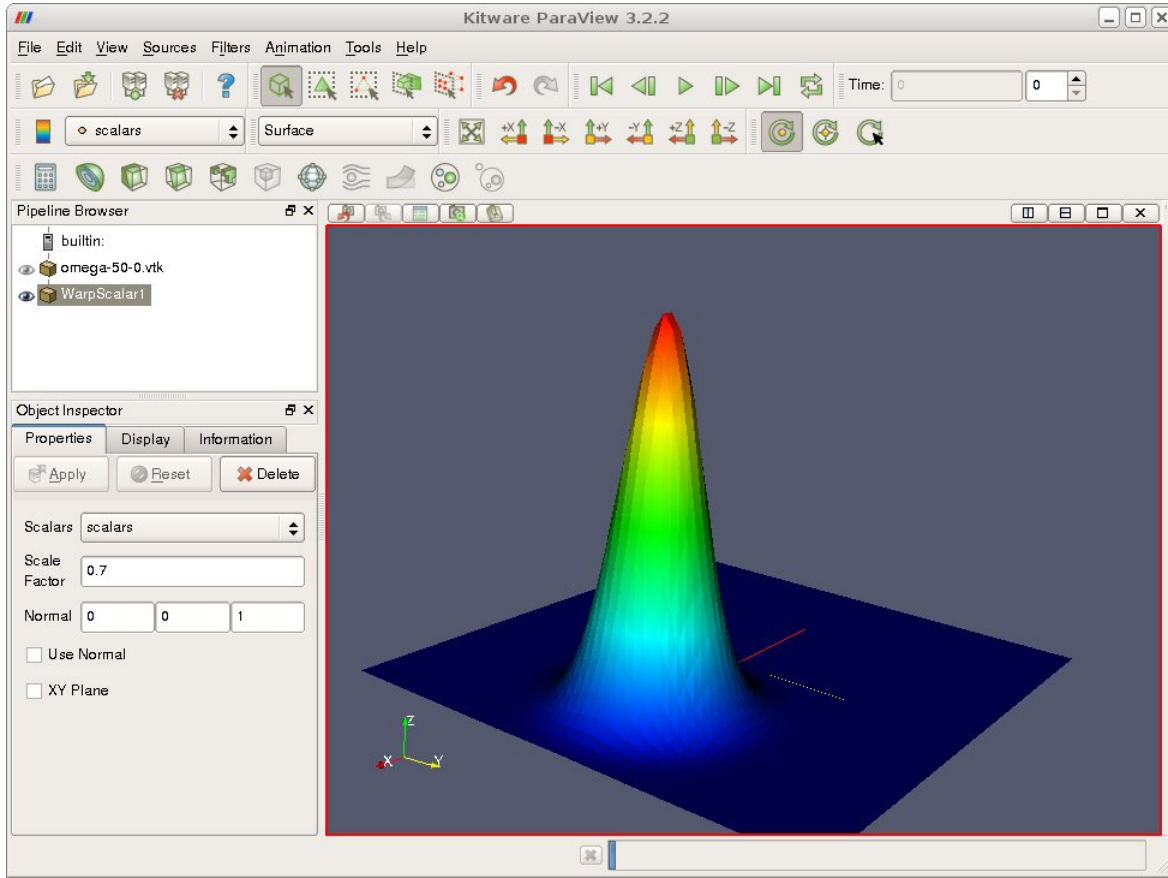 Kitware ParaView 3.2.2
File Edit View Sources Filters Animation Tools Help
Time: 0 0
scalars Surface +X -X +Y -Y +Z -Z
Pipeline Browser
builtin:
omega-50-0.vtk
WarpScalar1
Object Inspector
Properties Display Information
Apply Reset Delete
Scalars scalars
Scale
Factor 0.7
Normal 0 0 1
Use Normal
XY Plane
Z
X Y